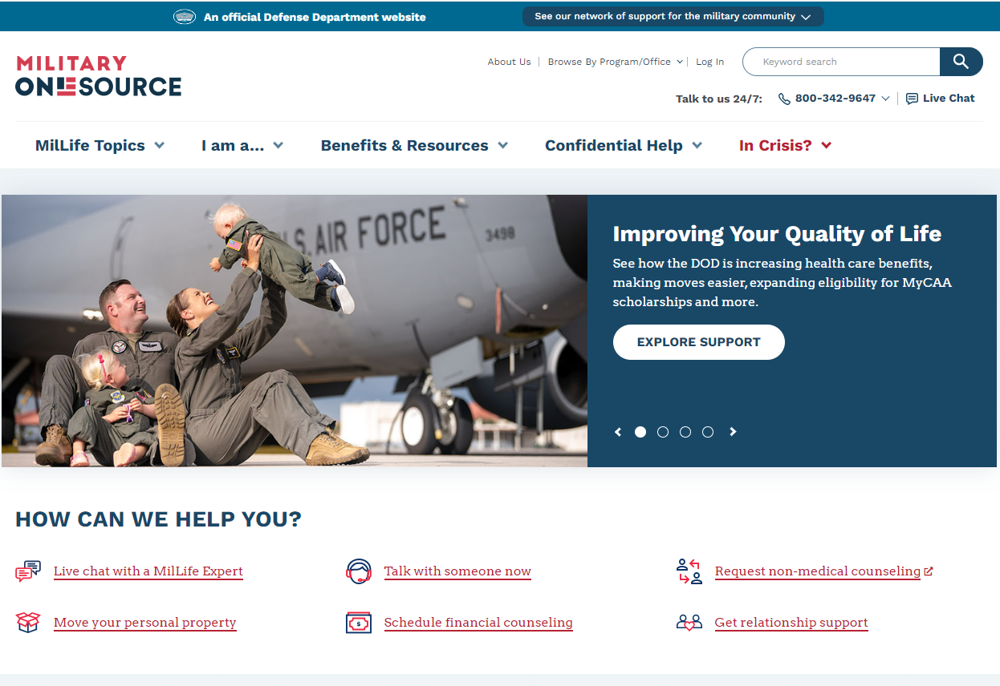 An official Defense Department website
See our network of support for the military community
MILITARY
ONESOURCE
About Us
Browse By Program/Office
Log In
Keyword search
Talk to us 24/7:
800-342-9647
Live Chat
MilLife Topics
I am a...
Benefits & Resources
Confidential Help
In Crisis?
U.S. AIR FORCE
3498
Improving Your Quality of Life
See how the DOD is increasing health care benefits,
making moves easier, expanding eligibility for MyCAA
scholarships and more.
EXPLORE SUPPORT
HOW CAN WE HELP YOU?
Live chat with a MilLife Expert
Talk with someone now
Request non-medical counseling
Move your personal property
$
Schedule financial counseling
Get relationship support